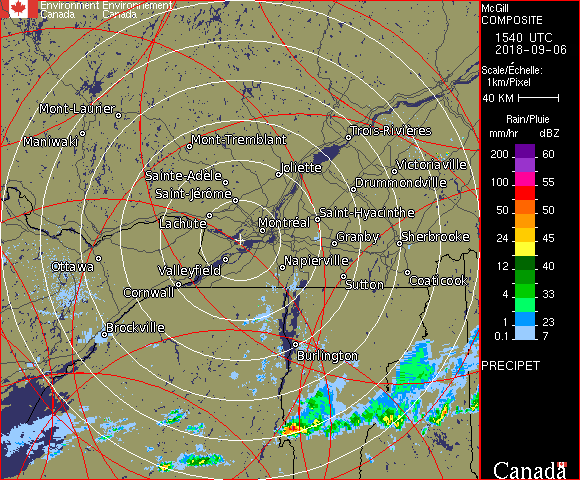 Environment Environnement
Canada Canada
McGill
COMPOSITE
1540 UTC
2018-09-06
Scale/Échelle:
1km/Pixel
40 KM
Rain/Pluie
mm/hr dBZ
200 60
150 57
100 55
50 50
24 45
12 40
4 33
1 23
0.1 7
PRECIPET
Canada
Mont-Laurier
Maniwaki
Mont-Tremblant
Trois-Rivières
Joliette
Victoriaville
Sainte-Adèle
Drummondville
Saint-Jérôme
Lachute
Saint-Hyacinthe
Montréal
Granby
Sherbrooke
Ottawa
Valleyfield
Napierville
Cornwall
Sutton
Coaticook
Brockville
Burlington